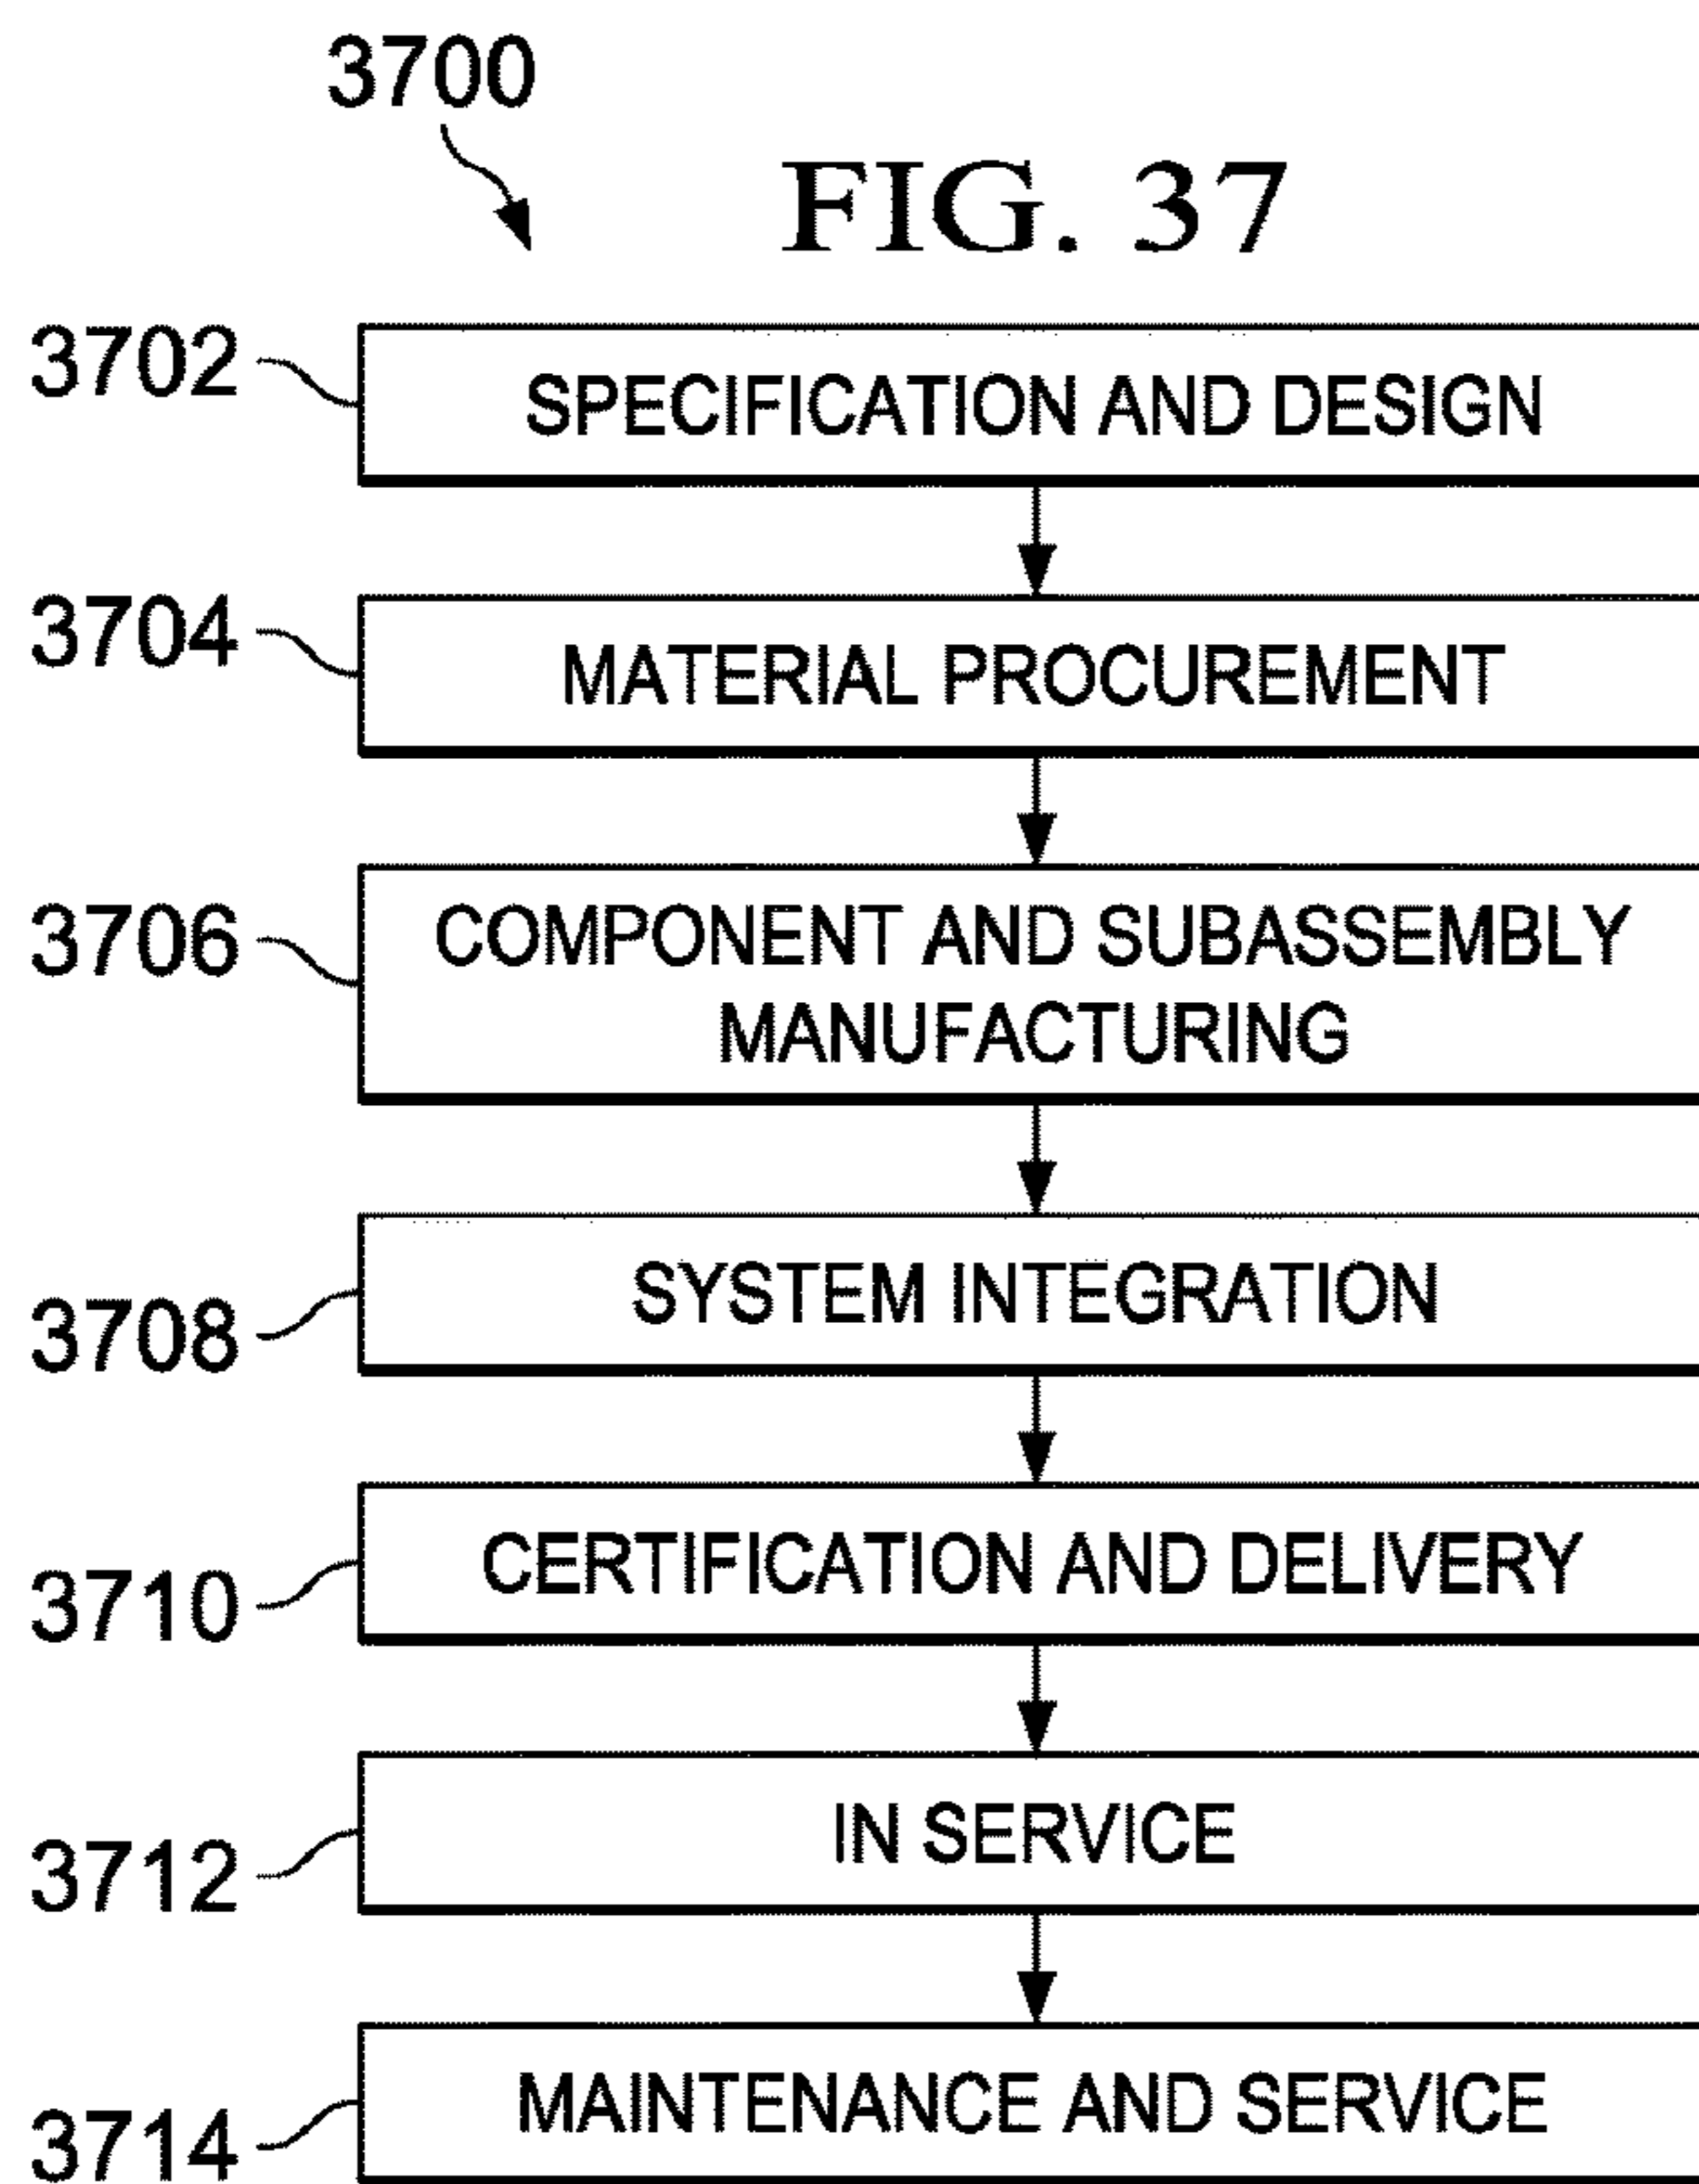 3700
FIG. 37
3702
SPECIFICATION AND DESIGN
3704
MATERIAL PROCUREMENT
3706
COMPONENT AND SUBASSEMBLY
MANUFACTURING
3708
SYSTEM INTEGRATION
3710
CERTIFICATION AND DELIVERY
3712
IN SERVICE
3714
MAINTENANCE AND SERVICE